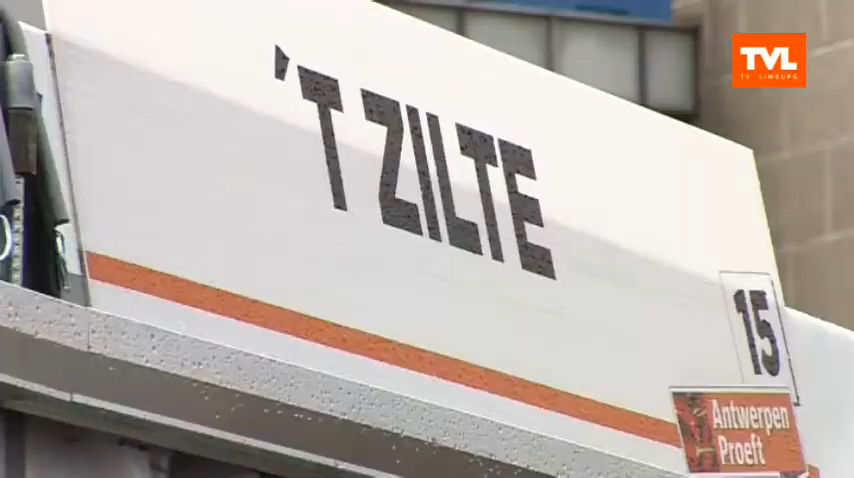 TVL
TV LIMBURG
'T ZILTE
15
Antwerpen
Proeft